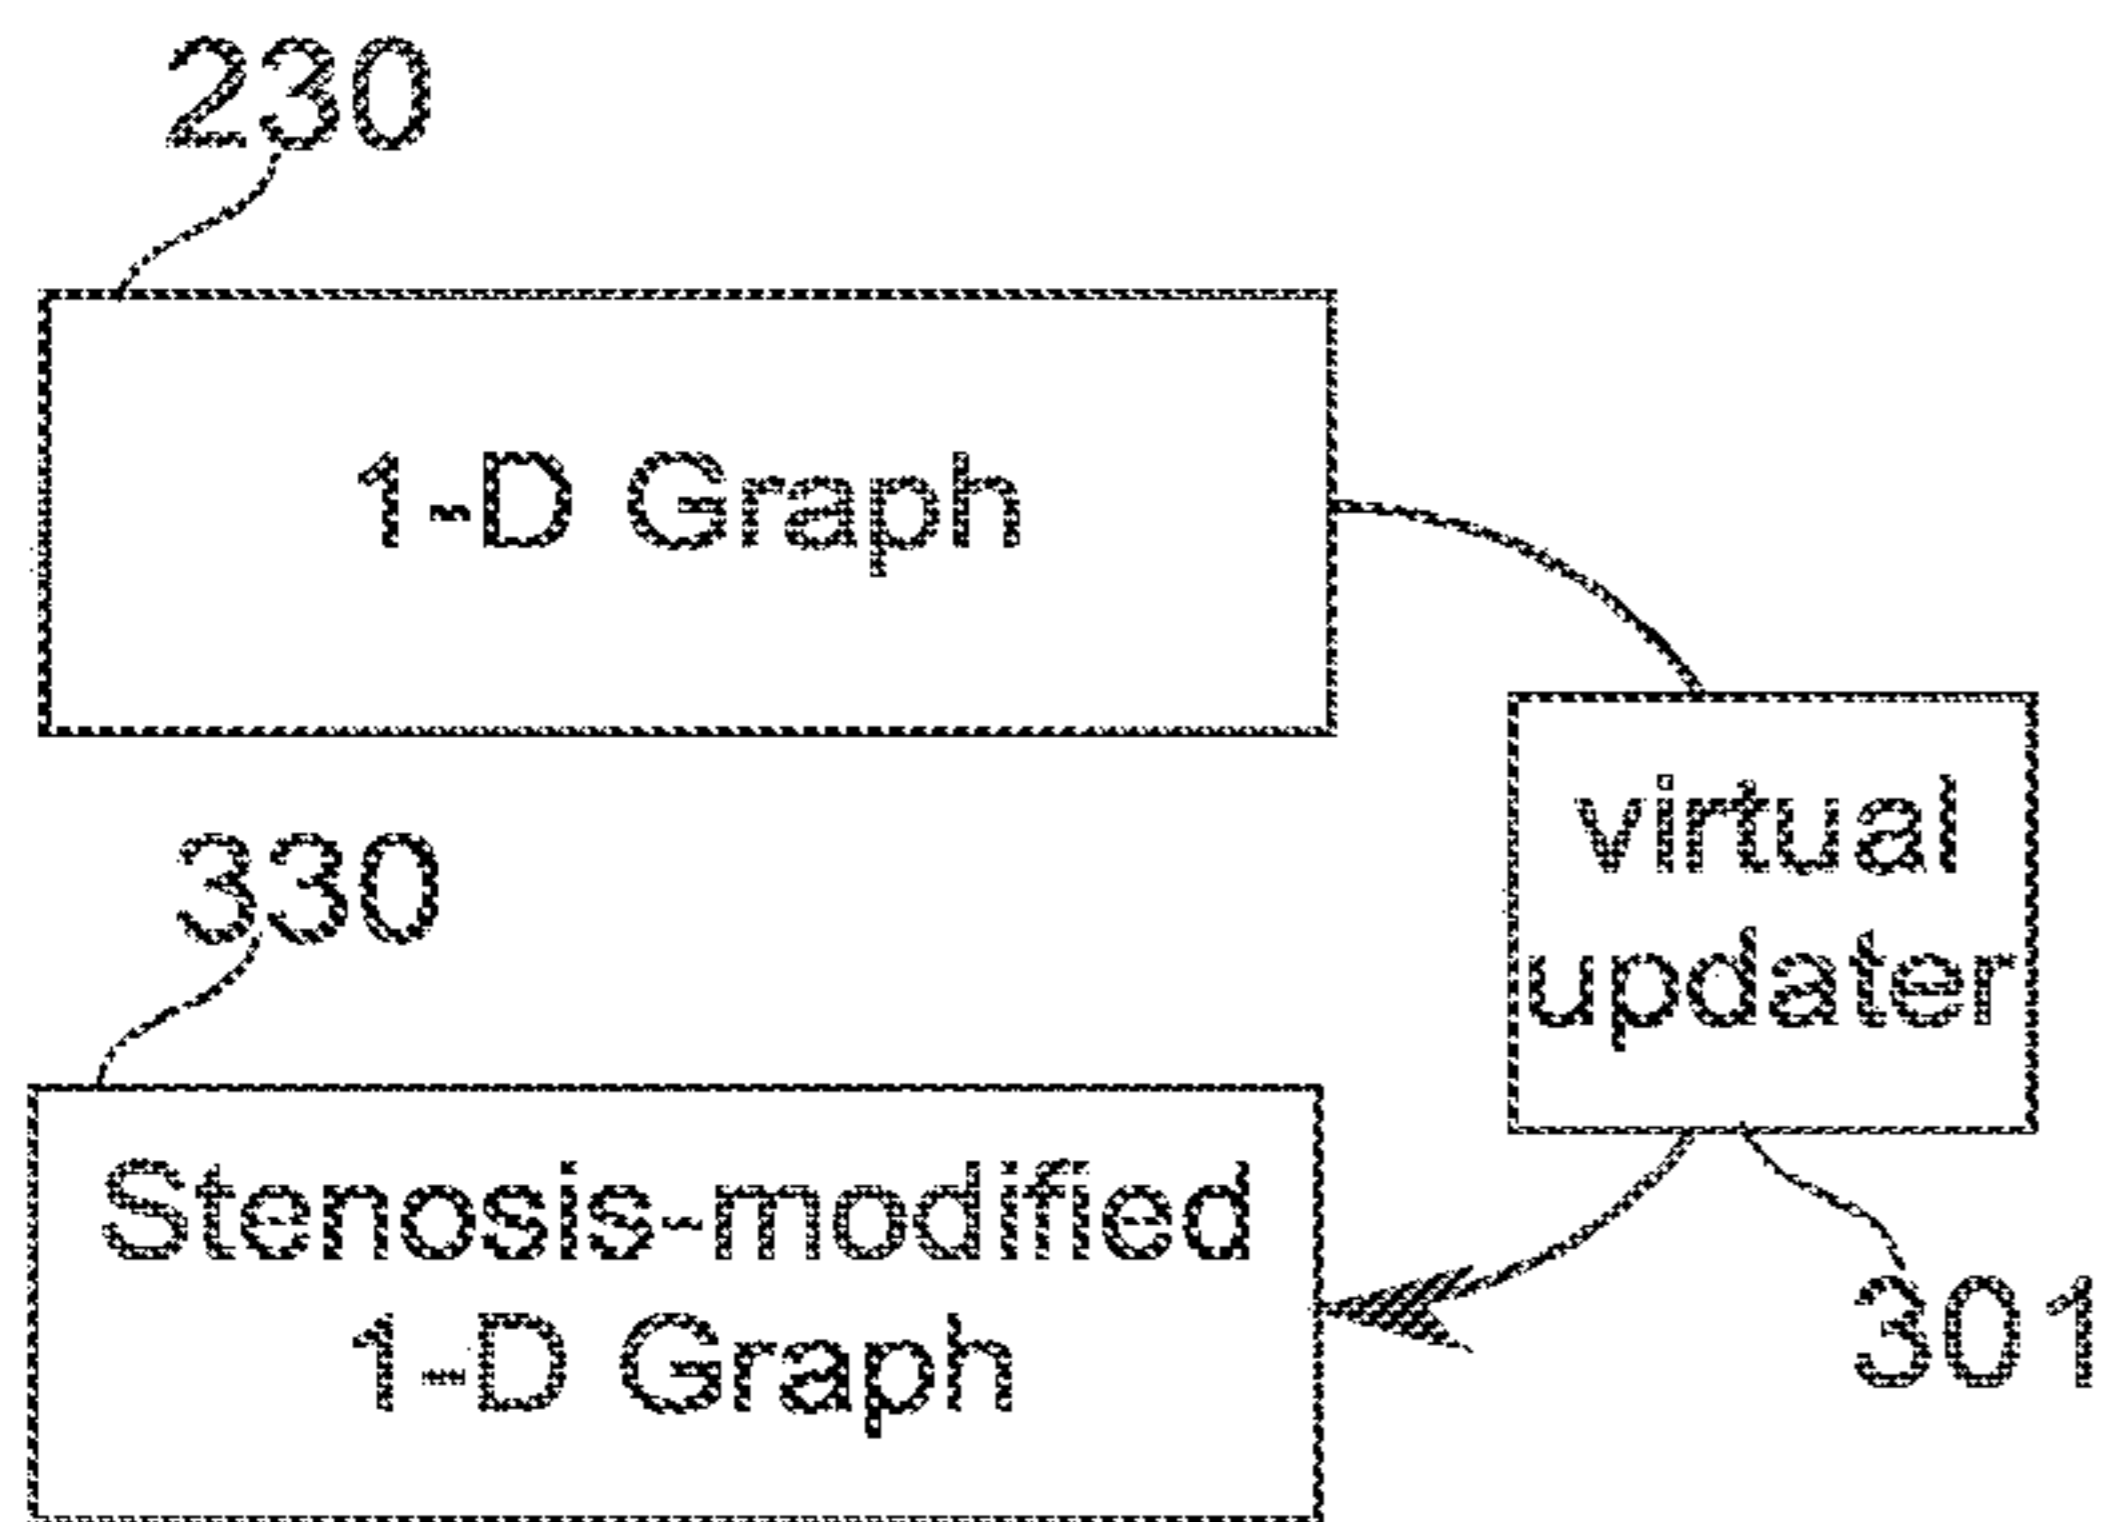 230
1-D Graph
virtual
updater
330
Stenosis-modified
1-D Graph
301